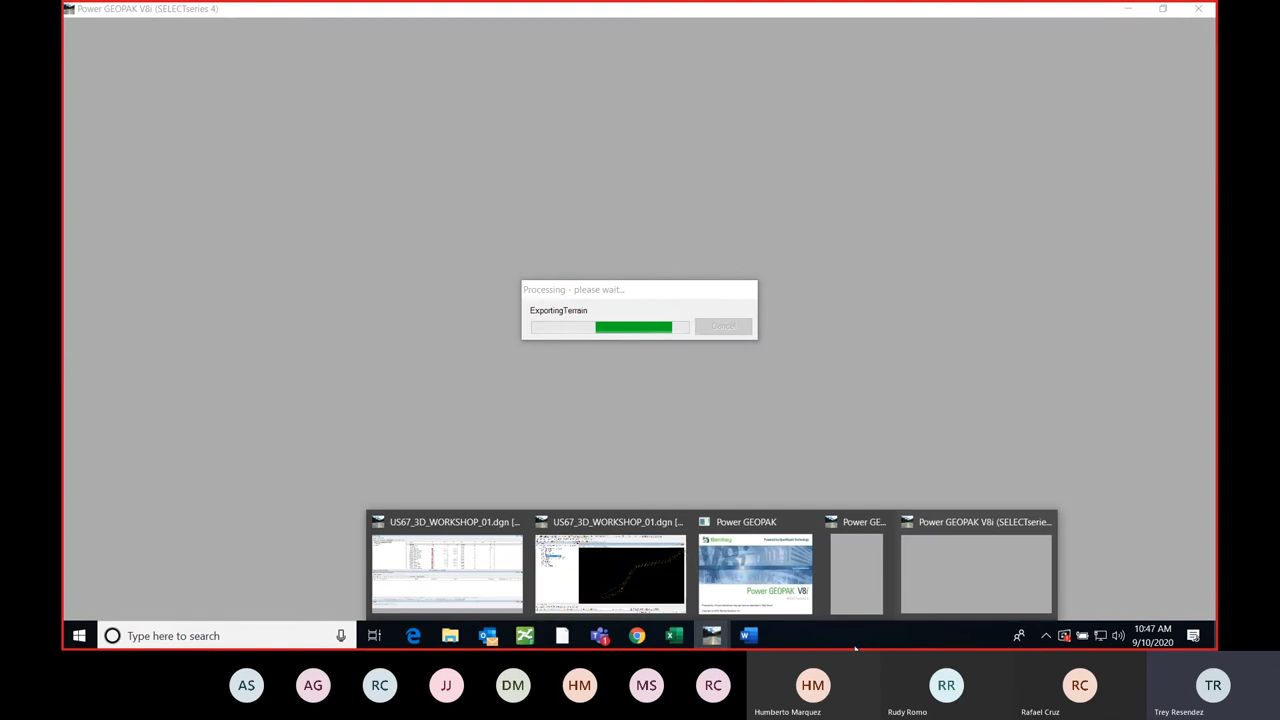 Power GEOPAK V8i (SELECTseries 4)
Processing - please wait...
ExportingTerrain
Cancel
US67_3D_WORKSHOP_01.dgn [...
US67_3D_WORKSHOP_01.dgn [...
Power GEOPAK
Power GE...
Power GEOPAK V8i (SELECTserie...
Bentley
Power GEOPAK V8i
Type here to search
1
10:47 AM
9/10/2020
AS
AG
RC
JJ
DM
HM
MS
RC
HM
RR
RC
TR
Humberto Marquez
Rudy Romo
Rafael Cruz
Trey Resendez